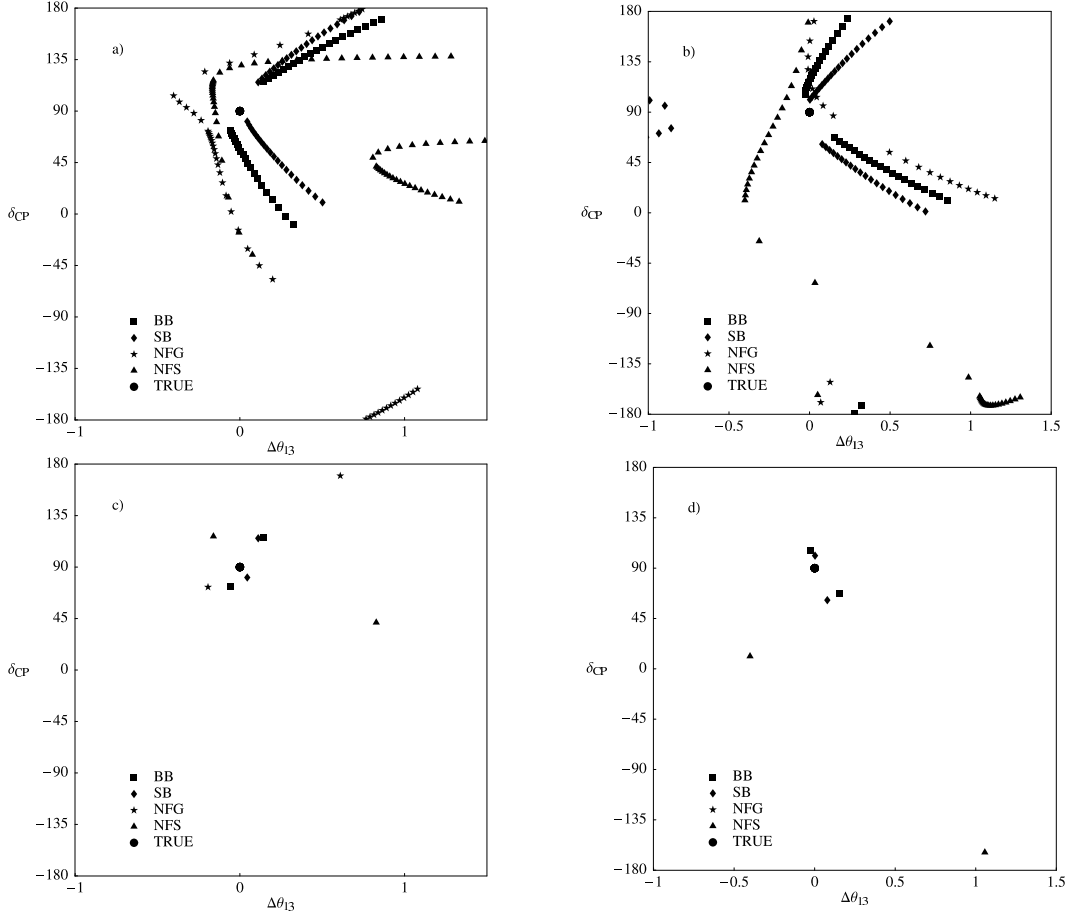 a)
180
135
90
45
0
−45
−90
−135
−180
δCP
BB
SB
NFG
NFS
TRUE
−1
0
1
Δθ13
b)
180
135
90
45
0
−45
−90
−135
−180
δCP
BB
SB
NFG
NFS
TRUE
−1
−0.5
0
0.5
1
1.5
Δθ13
c)
180
135
90
45
0
−45
−90
−135
−180
δCP
BB
SB
NFG
NFS
TRUE
−1
0
1
Δθ13
d)
180
135
90
45
0
−45
−90
−135
−180
δCP
BB
SB
NFG
NFS
TRUE
−1
−0.5
0
0.5
1
1.5
Δθ13